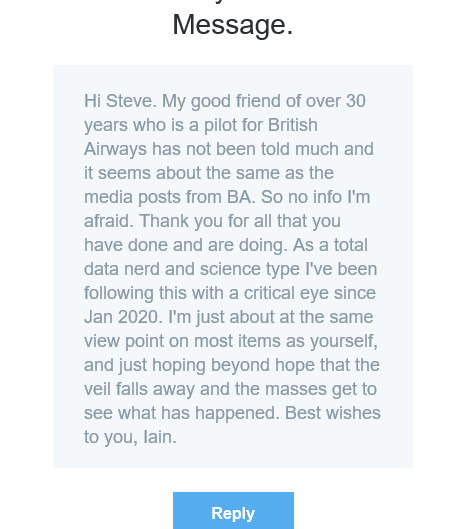 Message.
Hi Steve. My good friend of over 30
years who is a pilot for British
Airways has not been told much and
it seems about the same as the
media posts from BA. So no info I'm
afraid. Thank you for all that you
have done and are doing. As a total
data nerd and science type I've been
following this with a critical eye since
Jan 2020. I'm just about at the same
view point on most items as yourself,
and just hoping beyond hope that the
veil falls away and the masses get to
see what has happened. Best wishes
to you, Iain.
Reply